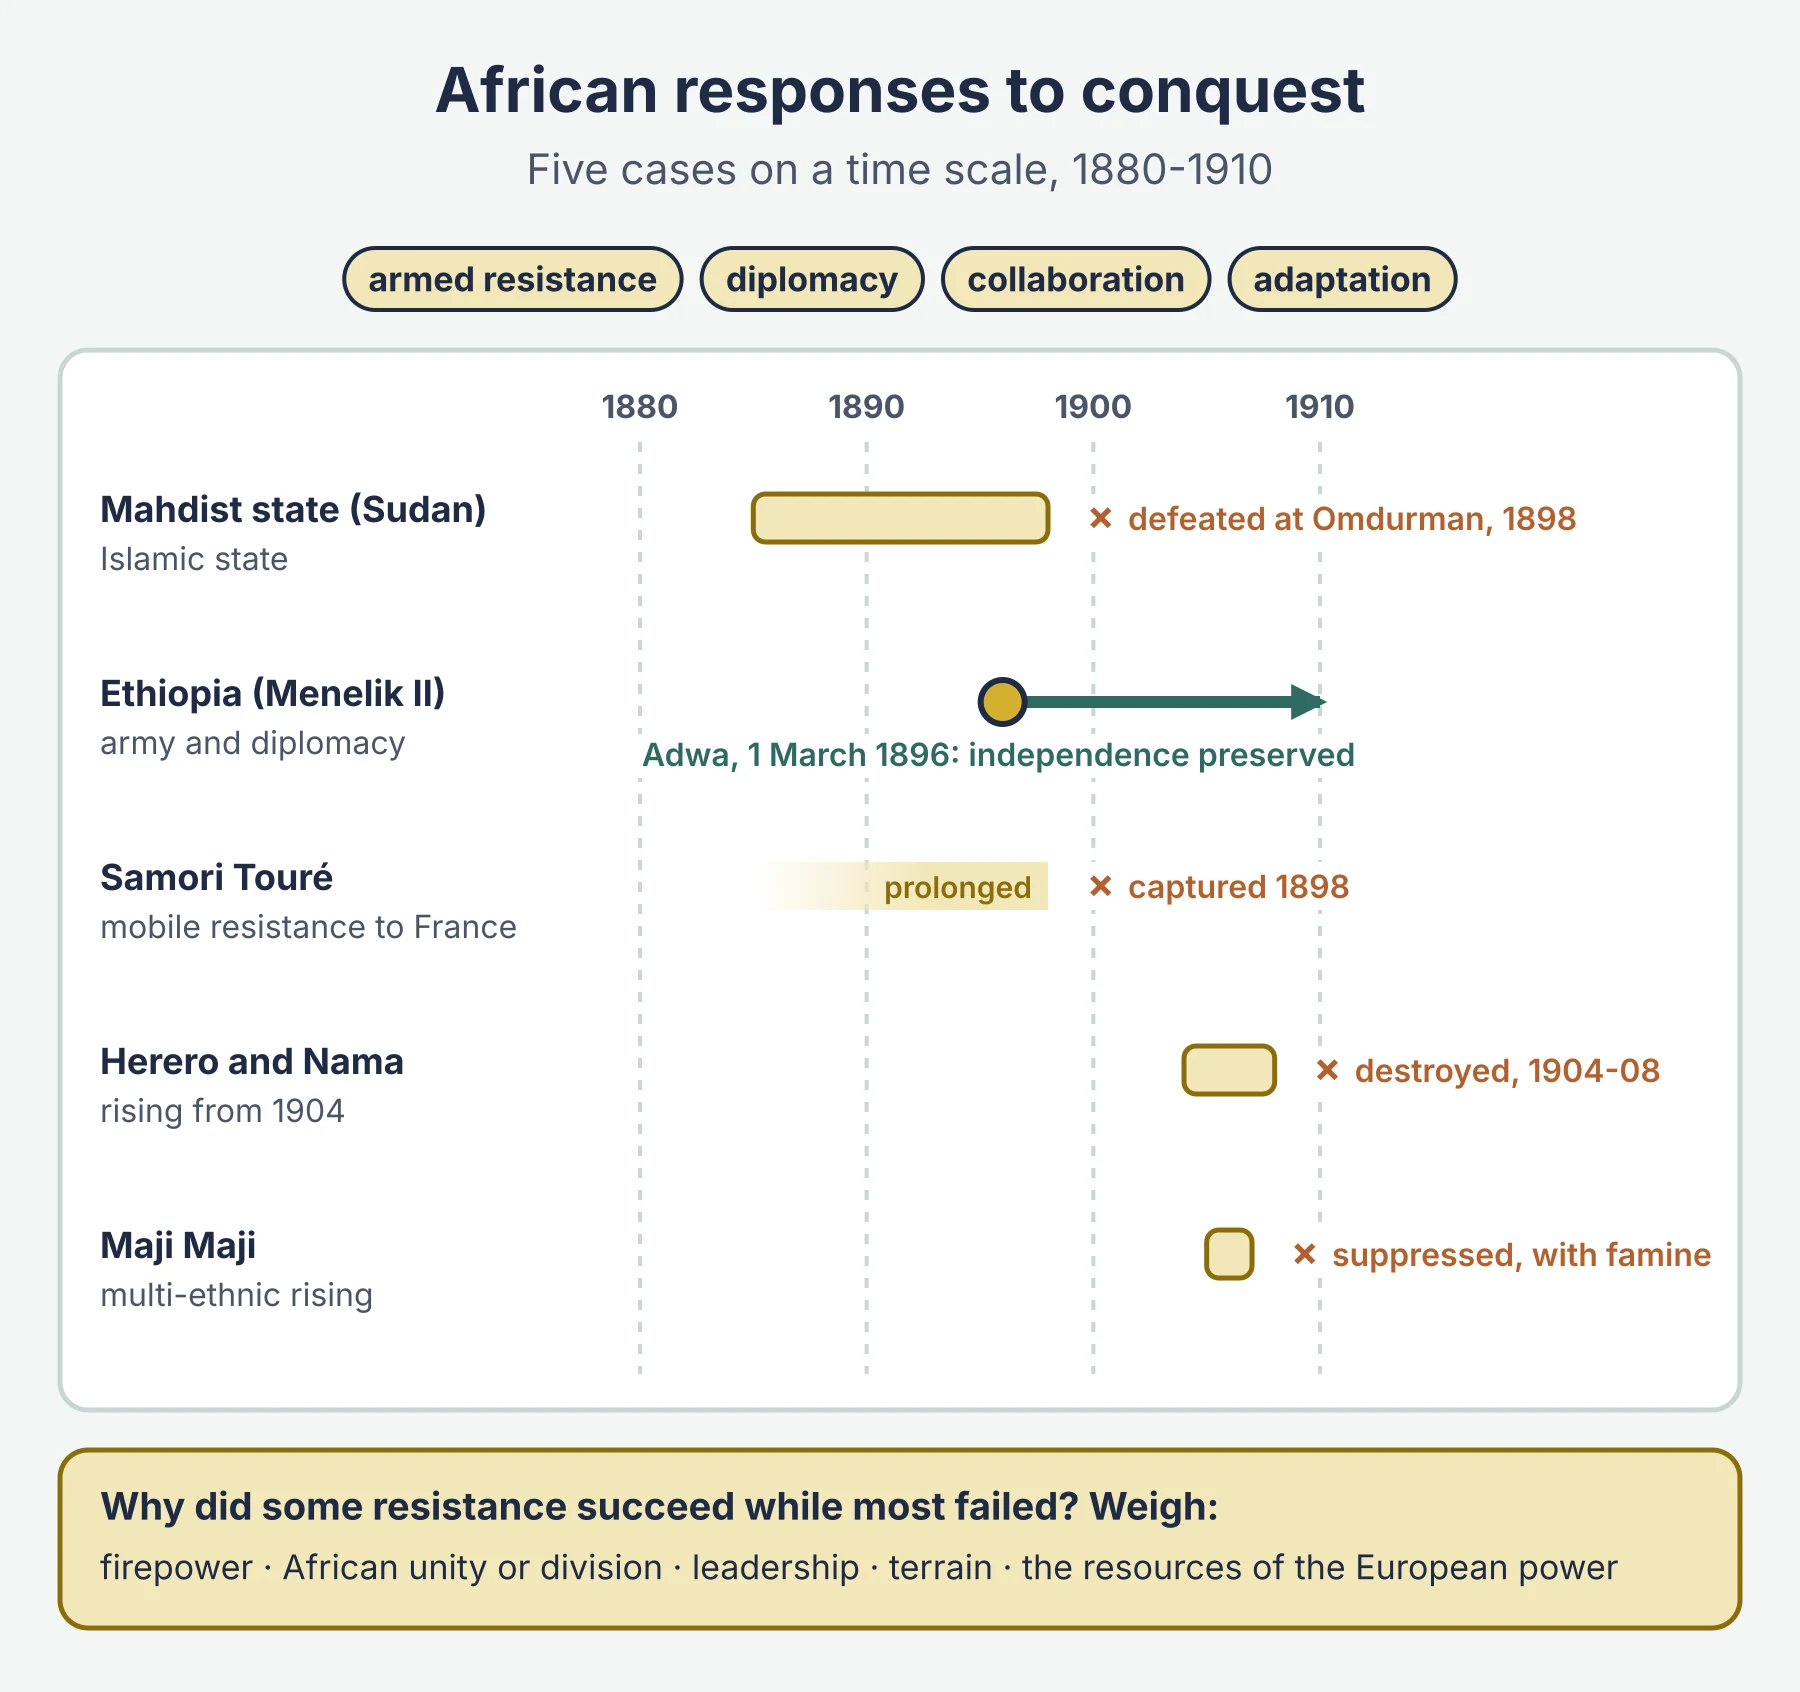 African responses to conquest
Five cases on a time scale, 1880-1910
armed resistance
diplomacy
collaboration
adaptation
1880
1890
1900
1910
Mahdist state (Sudan)
Islamic state
× defeated at Omdurman, 1898
Ethiopia (Menelik II)
army and diplomacy
Adwa, 1 March 1896: independence preserved
Samori Touré
mobile resistance to France
prolonged
× captured 1898
Herero and Nama
rising from 1904
× destroyed, 1904-08
Maji Maji
multi-ethnic rising
× suppressed, with famine
Why did some resistance succeed while most failed? Weigh:
firepower · African unity or division · leadership · terrain · the resources of the European power